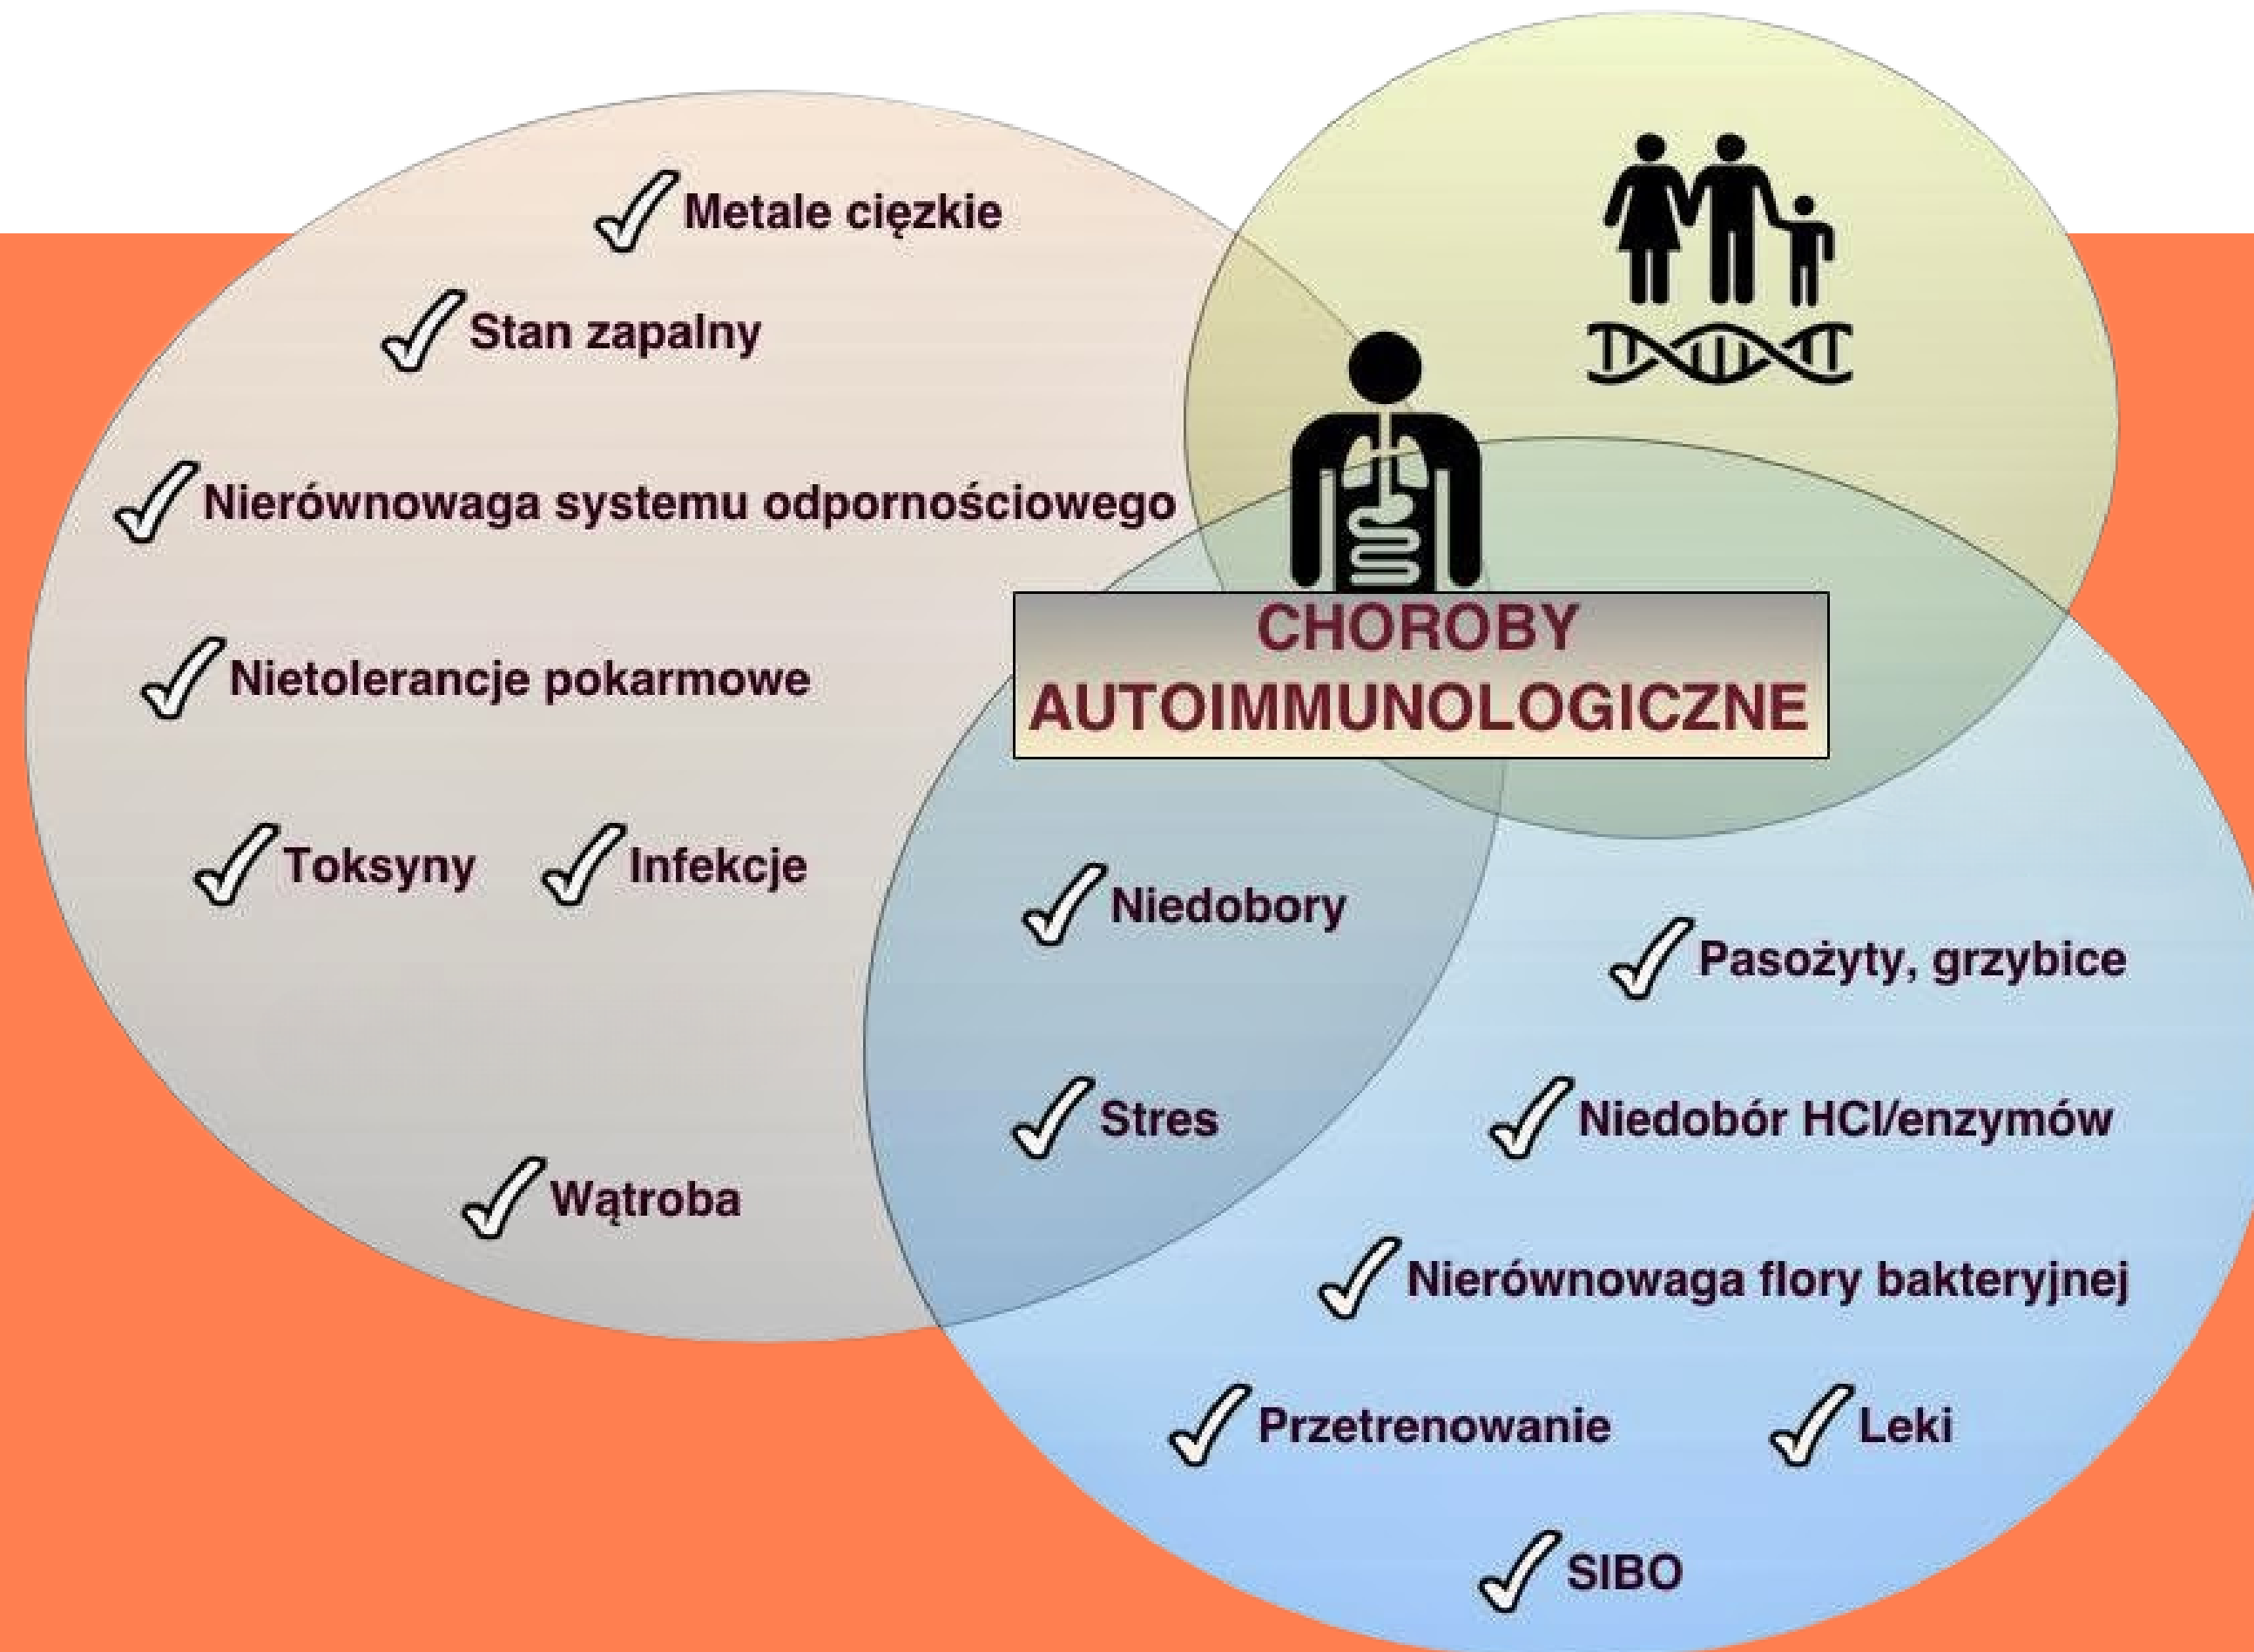 Metale cięzkie
Stan zapalny
Nierównowaga systemu odpornościowego
Nietolerancje pokarmowe
Toksyny
Infekcje
Wątroba
CHOROBY
AUTOIMMUNOLOGICZNE
Niedobory
Stres
Pasożyty, grzybice
Niedobór HCl/enzymów
Nierównowaga flory bakteryjnej
Przetrenowanie
Leki
SIBO